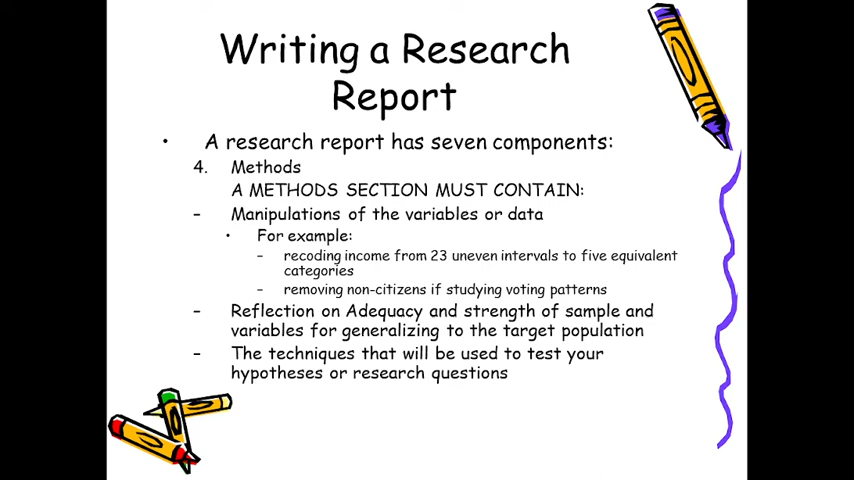 Writing a Research
Report
• A research report has seven components:
4. Methods
A METHODS SECTION MUST CONTAIN:
– Manipulations of the variables or data
• For example:
– recoding income from 23 uneven intervals to five equivalent
categories
– removing non-citizens if studying voting patterns
– Reflection on Adequacy and strength of sample and
variables for generalizing to the target population
– The techniques that will be used to test your
hypotheses or research questions